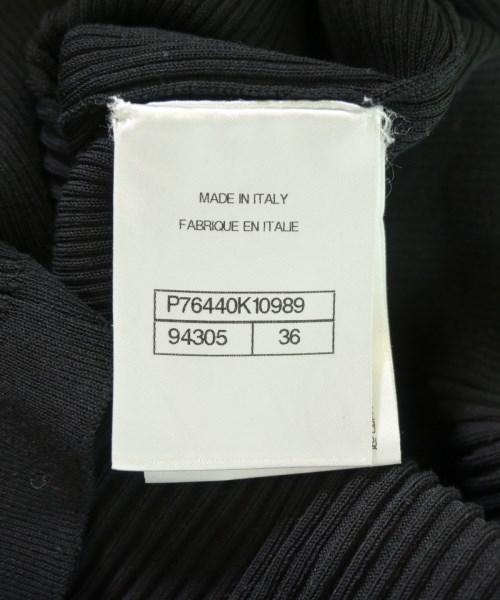 MADE IN ITALY
FABRIQUE EN ITALIE
P76440K10989
94305 36